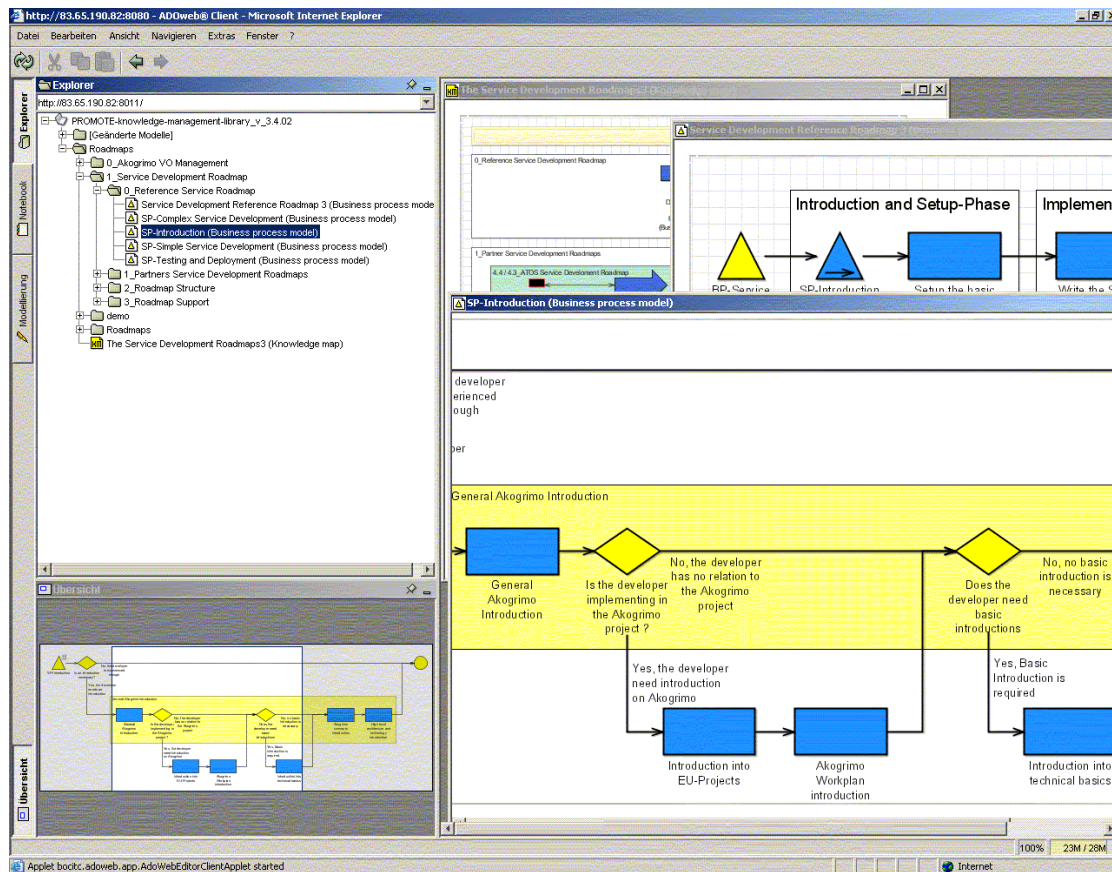 http://83.65.190.82:8080 - ADOweb® Client - Microsoft Internet Explorer
Datei Bearbeiten Ansicht Navigieren Extras Fenster ?
Explorer
http://83.65.190.82:8011/
PROMOTE-knowledge-management-library_v_3.4.02
[Geänderte Modelle]
Roadmaps
0_Akogrimo VO Management
1_Service Development Roadmap
0_Reference Service Roadmap
Service Development Reference Roadmap 3 (Business process mode
SP-Complex Service Development (Business process model)
SP-Introduction (Business process model)
SP-Simple Service Development (Business process model)
SP-Testing and Deployment (Business process model)
1_Partners Service Development Roadmaps
2_Roadmap Structure
3_Roadmap Support
demo
Roadmaps
The Service Development Roadmaps3 (Knowledge map)
Explorer
Notebook
Modellierung
Übersicht
Übersicht
The Service Development Roadmaps3 (Knowledge
0_Reference Service Development Roadmap
1_Partner Service Development Roadmaps
4.4 / 4.3_ATOS Service Develoment Roadmap
Service Development Reference Roadmap 3 (Business
Introduction and Setup-Phase
Implemen
BP-Service
SP-Introduction
Setup the basic
Write the S
SP-Introduction (Business process model)
developer
erienced
ough
per
General Akogrimo Introduction
General
Akogrimo
Introduction
Is the developer
implementing in
the Akogrimo
project ?
No, the developer
has no relation to
the Akogrimo
project
Does the
developer need
basic
introductions
No, no basic
introduction is
necessary
Yes, the developer
need introduction
on Akogrimo
Yes, Basic
Introduction is
required
Introduction into
EU-Projects
Akogrimo
Workplan
introduction
Introduction into
technical basics
100% 23M / 28M
Applet bocitc.adoweb.app.AdoWebEditorClientApplet started
Internet